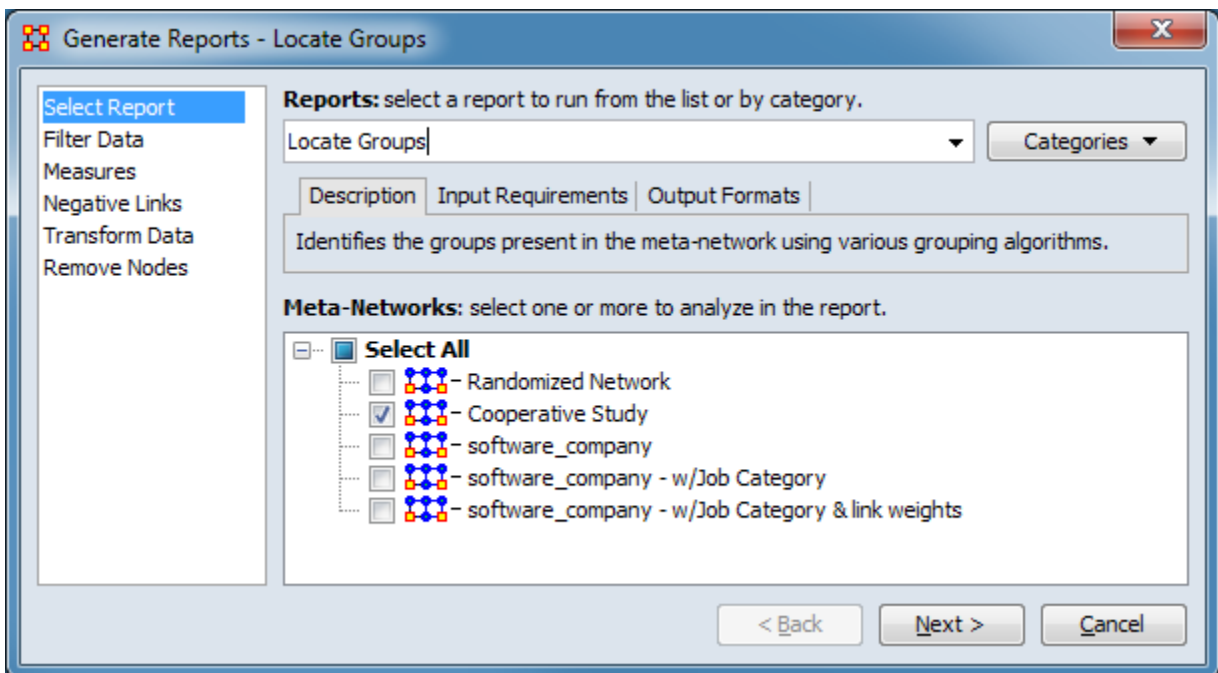 Generate Reports - Locate Groups
Select Report
Filter Data
Measures
Negative Links
Transform Data
Remove Nodes
Reports: select a report to run from the list or by category.
Locate Groups
Categories
Description
Input Requirements
Output Formats
Identifies the groups present in the meta-network using various grouping algorithms.
Meta-Networks: select one or more to analyze in the report.
Select All
Randomized Network
Cooperative Study
software_company
software_company - w/Job Category
software_company - w/Job Category & link weights
< Back
Next >
Cancel